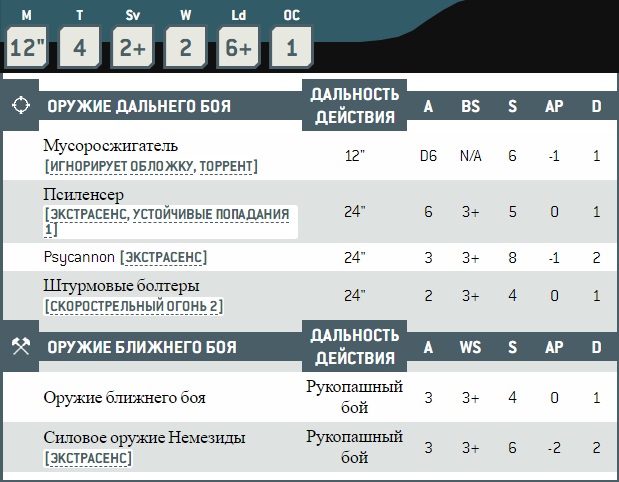 M T Sv W Ld OC
12" 4 2+ 2 6+ 1
ОРУЖИЕ ДАЛЬНЕГО БОЯ ДАЛЬНОСТЬ ДЕЙСТВИЯ A BS S AP D
Мусоросжигатель
[ИГНОРИРУЕТ ОБЛОЖКУ, ТОРРЕНТ] 12" D6 N/A 6 -1 1
Псиленсер
[ЭКСТРАСЕНС, УСТОЙЧИВЫЕ ПОПАДАНИЯ
1] 24" 6 3+ 5 0 1
Psycannon [ЭКСТРАСЕНС] 24" 3 3+ 8 -1 2
Штурмовые болтеры
[СКОРОСТРЕЛЬНЫЙ ОГОНЬ 2] 24" 2 3+ 4 0 1
ОРУЖИЕ БЛИЖНЕГО БОЯ ДАЛЬНОСТЬ ДЕЙСТВИЯ A WS S AP D
Оружие ближнего боя Рукопашный бой 3 3+ 4 0 1
Силовое оружие Немезиды
[ЭКСТРАСЕНС] Рукопашный бой 3 3+ 6 -2 2